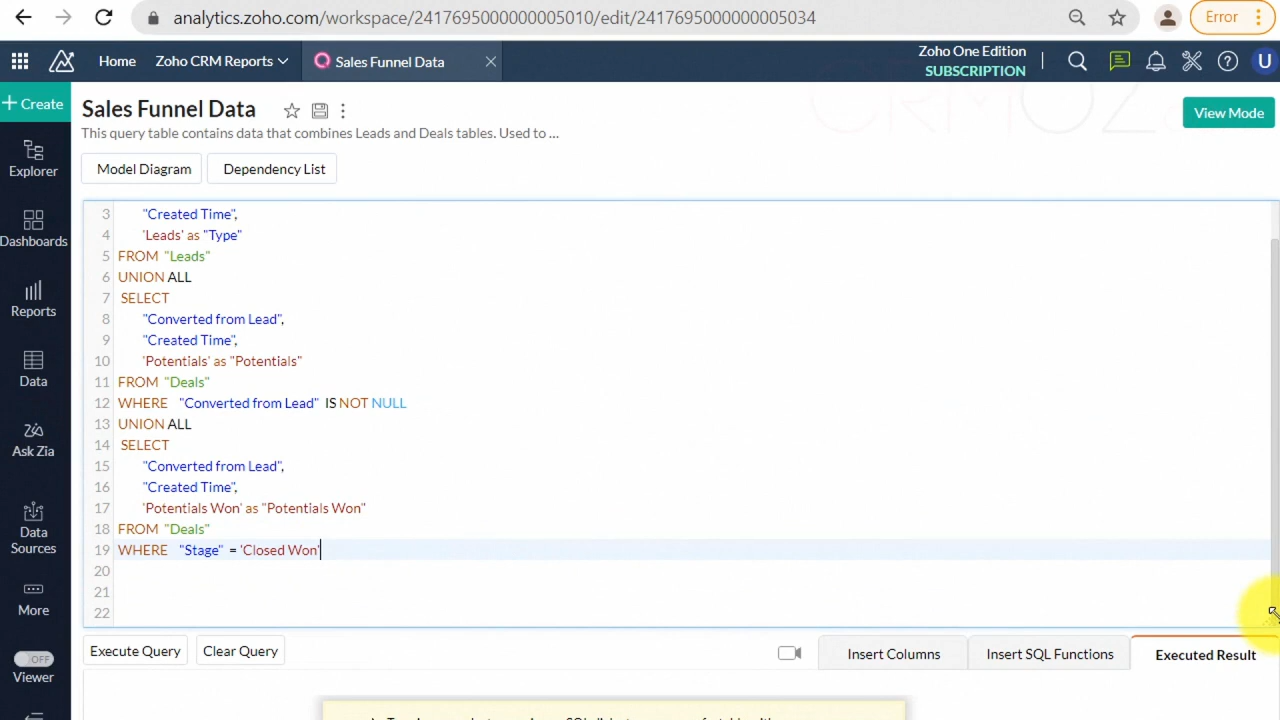 analytics.zoho.com/workspace/2417695000000005010/edit/2417695000000005034
Error
Home
Zoho CRM Reports
Sales Funnel Data
Zoho One Edition
SUBSCRIPTION
U
+ Create
Sales Funnel Data
This query table contains data that combines Leads and Deals tables. Used to ...
View Mode
Model Diagram
Dependency List
Explorer
Dashboards
Reports
Data
Ask Zia
Data
Sources
More
OFF
Viewer
3 "Created Time",
4 'Leads' as "Type"
5 FROM "Leads"
6 UNION ALL
7 SELECT
8 "Converted from Lead",
9 "Created Time",
10 'Potentials' as "Potentials"
11 FROM "Deals"
12 WHERE "Converted from Lead" IS NOT NULL
13 UNION ALL
14 SELECT
15 "Converted from Lead",
16 "Created Time",
17 'Potentials Won' as "Potentials Won"
18 FROM "Deals"
19 WHERE "Stage" = 'Closed Won'
20
21
22
Execute Query
Clear Query
Insert Columns
Insert SQL Functions
Executed Result